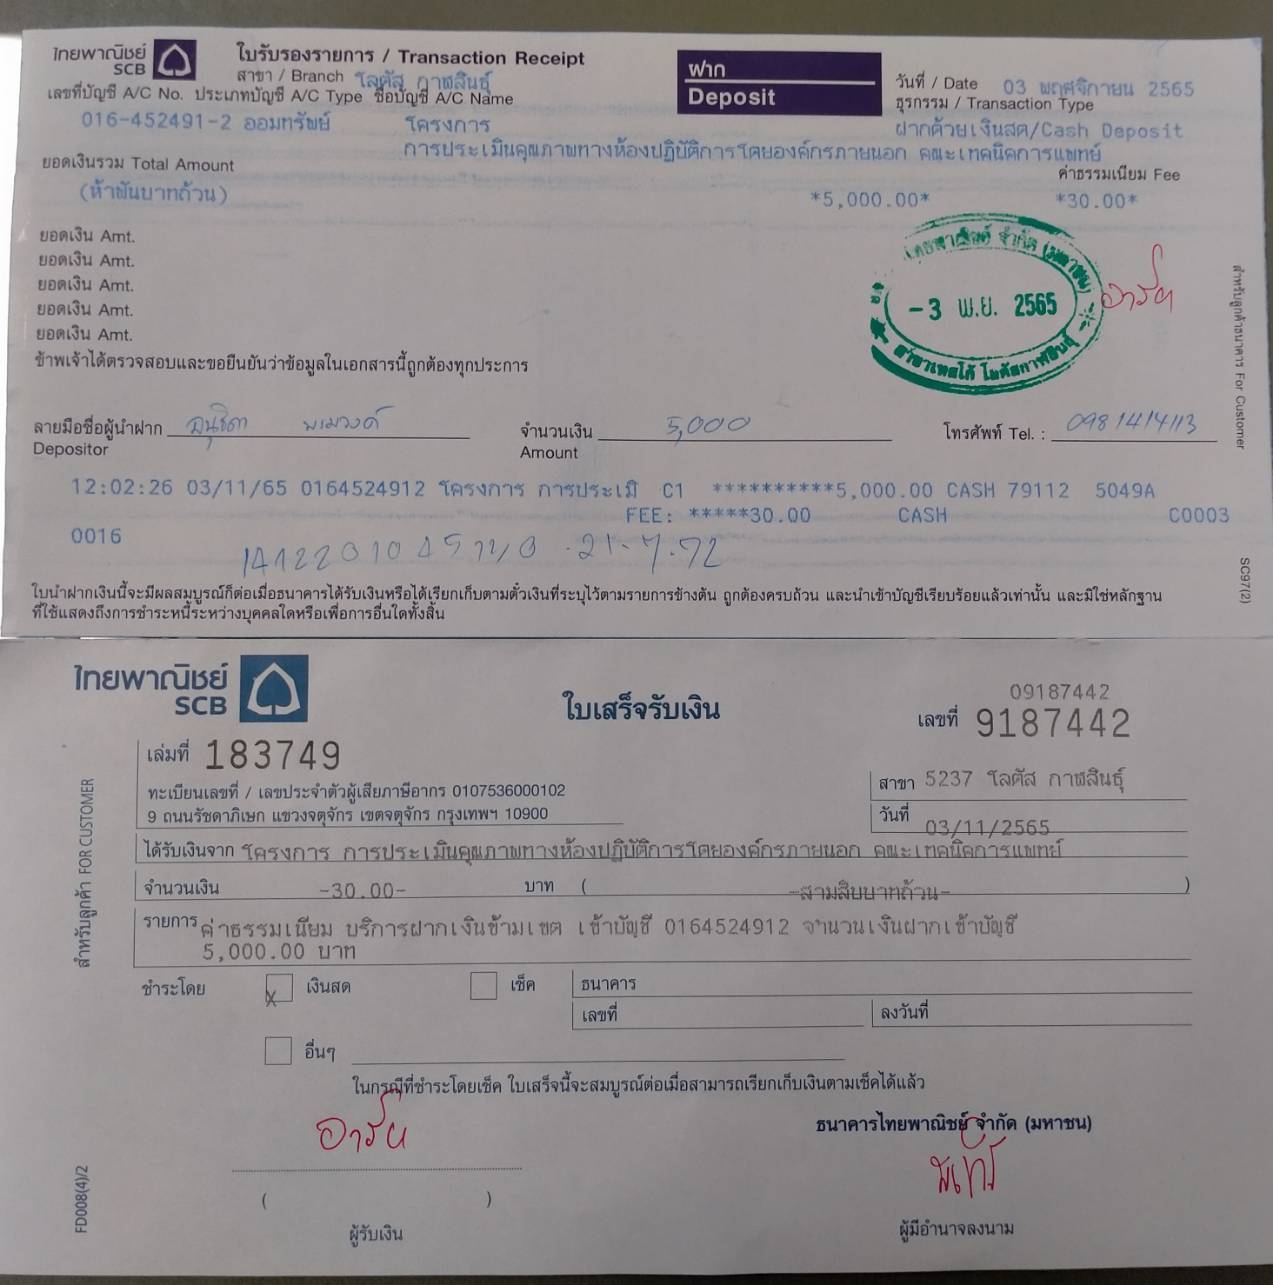 ไทยพาณิชย์ SCB
ใบรับรองรายการ / Transaction Receipt
ฝาก
Deposit
สาขา / Branch โลตัส กาฬสินธุ์
วันที่ / Date 03 พฤศจิกายน 2565
เลขที่บัญชี A/C No. ประเภทบัญชี A/C Type ชื่อบัญชี A/C Name
ธุรกรรม / Transaction Type
016-452491-2 ออมทรัพย์ โครงการ
ฝากด้วยเงินสด/Cash Deposit
การประเมินคุณภาพทางห้องปฏิบัติการโดยองค์กรภายนอก คณะเทคนิคการแพทย์
ยอดเงินรวม Total Amount
ค่าธรรมเนียม Fee
(ห้าพันบาทถ้วน) *5,000.00* *30.00*
ยอดเงิน Amt.
ยอดเงิน Amt.
ยอดเงิน Amt.
ยอดเงิน Amt.
ยอดเงิน Amt.
ไทยพาณิชย์ จำกัด (มหาชน)
-3 พ.ย. 2565
สาขาเทสโก้ โลตัสกาฬสินธุ์
ข้าพเจ้าได้ตรวจสอบและขอยืนยันว่าข้อมูลในเอกสารนี้ถูกต้องทุกประการ
สำหรับลูกค้าธนาคาร For Customer
ลายมือชื่อผู้นำฝาก
Depositor
จำนวนเงิน 5,000
Amount
โทรศัพท์ Tel. : 0981414113
12:02:26 03/11/65 0164524912 โครงการ การประเมิ C1 **********5,000.00 CASH 79112 5049A
FEE: *****30.00 CASH C0003
0016
SC97(2)
ใบนำฝากเงินนี้จะมีผลสมบูรณ์ก็ต่อเมื่อธนาคารได้รับเงินหรือได้เรียกเก็บตามตั๋วเงินที่ระบุไว้ตามรายการข้างต้น ถูกต้องครบถ้วน และนำเข้าบัญชีเรียบร้อยแล้วเท่านั้น และมิใช่หลักฐาน
ที่ใช้แสดงถึงการชำระหนี้ระหว่างบุคคลใดหรือเพื่อการอื่นใดทั้งสิ้น
ไทยพาณิชย์
SCB
ใบเสร็จรับเงิน
09187442
เลขที่ 9187442
เล่มที่ 183749
ทะเบียนเลขที่ / เลขประจำตัวผู้เสียภาษีอากร 0107536000102
9 ถนนรัชดาภิเษก แขวงจตุจักร เขตจตุจักร กรุงเทพฯ 10900
สาขา 5237 โลตัส กาฬสินธุ์
วันที่ 03/11/2565
ได้รับเงินจาก โครงการ การประเมินคุณภาพทางห้องปฏิบัติการโดยองค์กรภายนอก คณะเทคนิคการแพทย์
จำนวนเงิน -30.00- บาท ( -สามสิบบาทถ้วน- )
รายการ ค่าธรรมเนียม บริการฝากเงินข้ามเขต เข้าบัญชี 0164524912 จำนวนเงินฝากเข้าบัญชี
5,000.00 บาท
สำหรับลูกค้า FOR CUSTOMER
ชำระโดย X เงินสด เช็ค ธนาคาร
เลขที่ ลงวันที่
อื่นๆ
ในกรณีที่ชำระโดยเช็ค ใบเสร็จนี้จะสมบูรณ์ต่อเมื่อสามารถเรียกเก็บเงินตามเช็คได้แล้ว
ธนาคารไทยพาณิชย์ จำกัด (มหาชน)
( )
ผู้รับเงิน
ผู้มีอำนาจลงนาม
FD008(4)/2